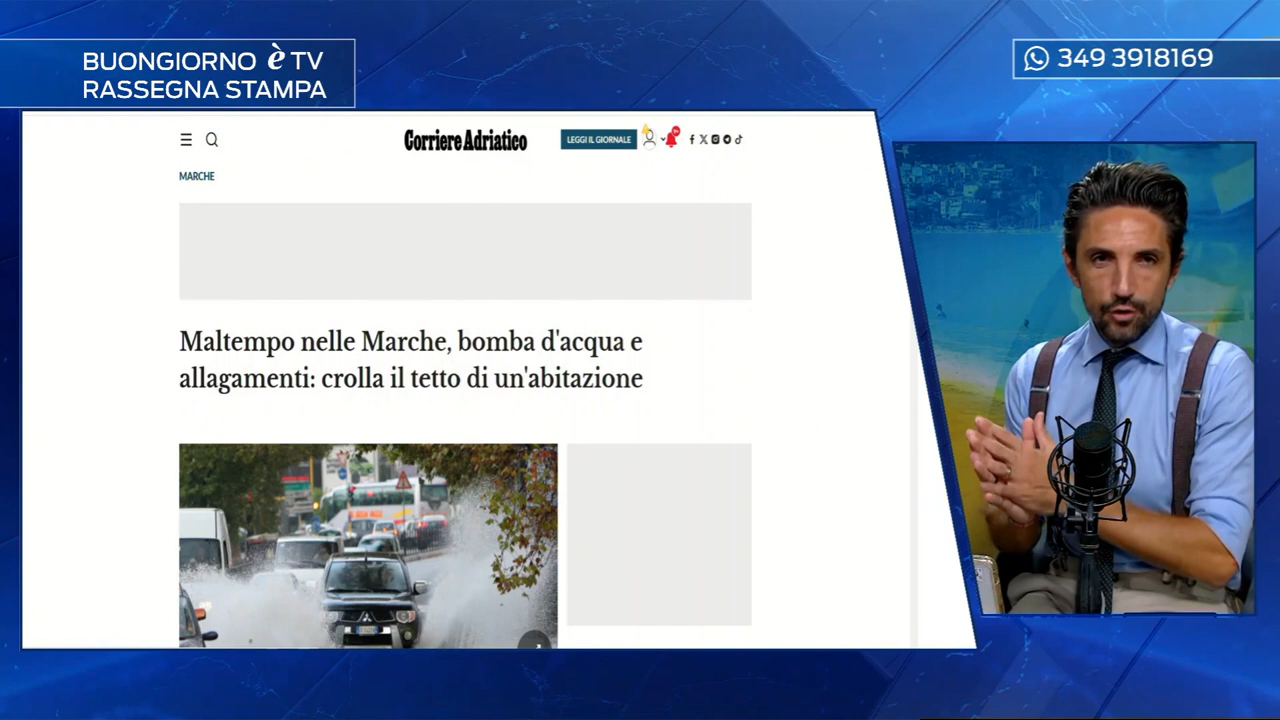 BUONGIORNO è TV
RASSEGNA STAMPA
349 3918169
Corriere Adriatico
LEGGI IL GIORNALE
MARCHE
Maltempo nelle Marche, bomba d'acqua e
allagamenti: crolla il tetto di un'abitazione